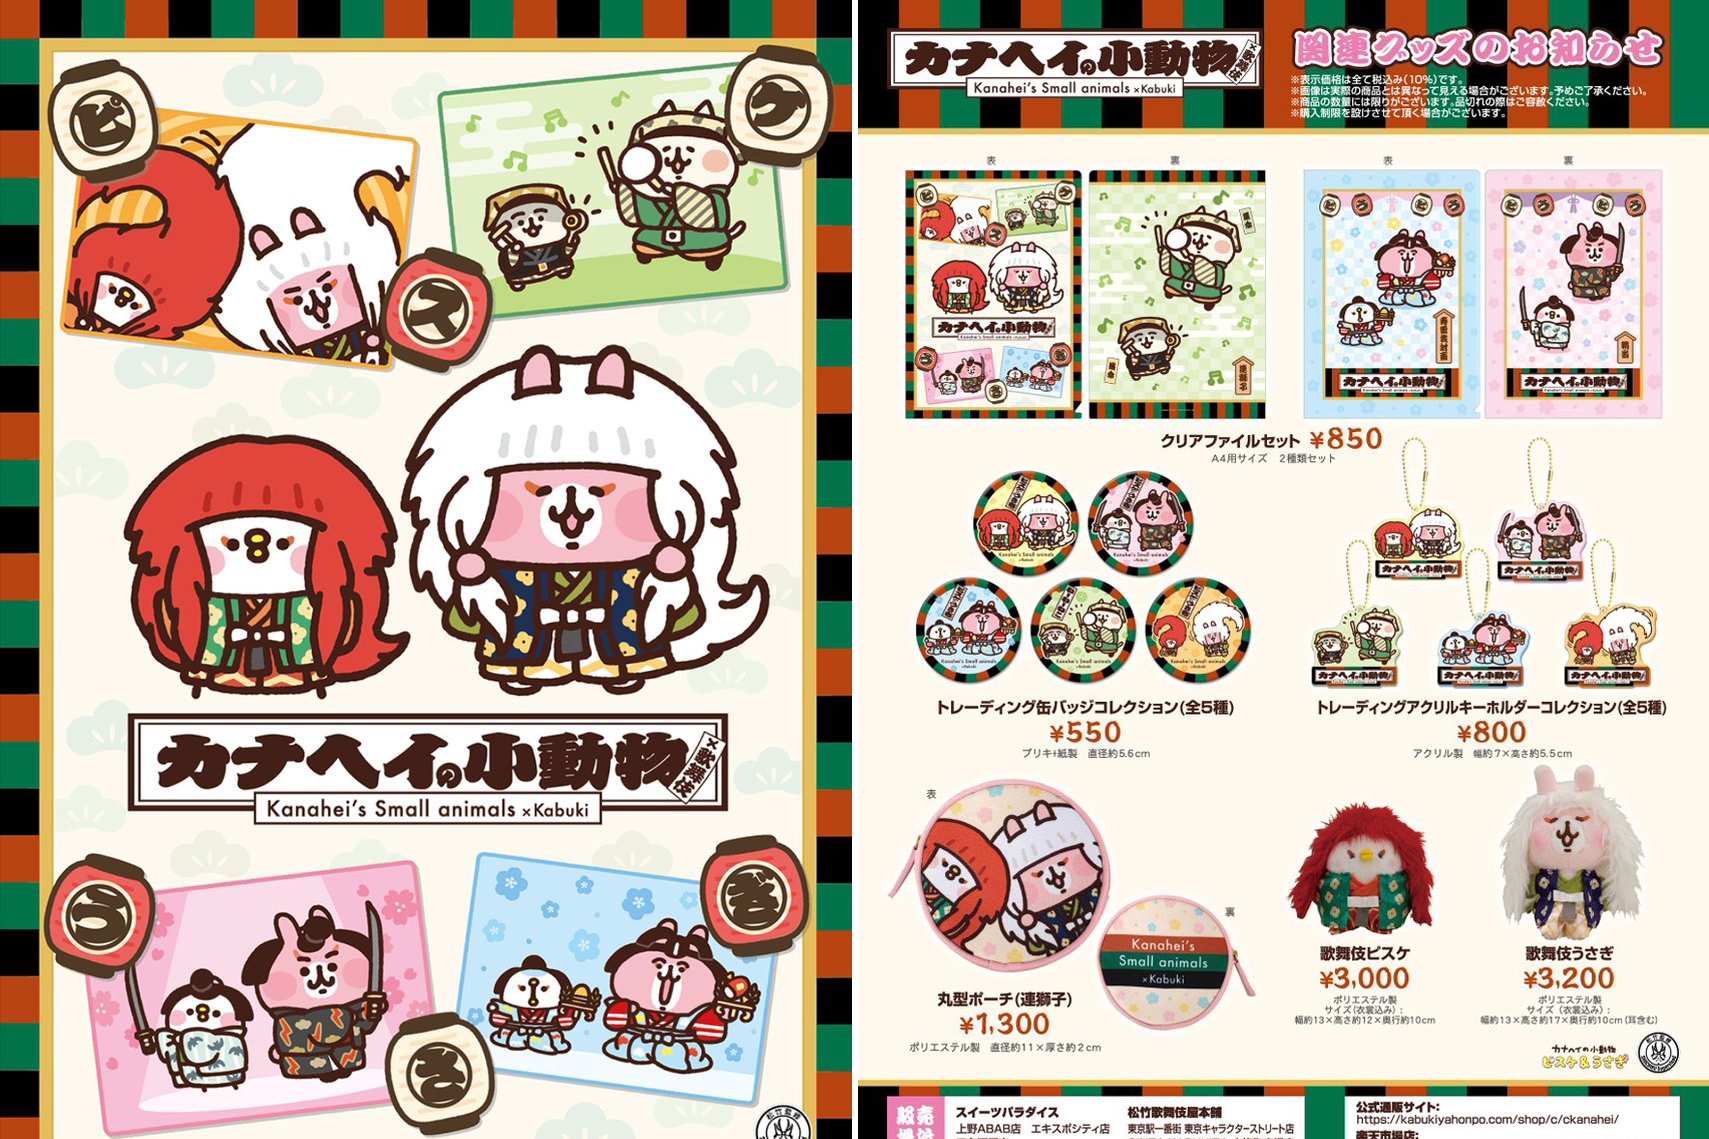 ピ
ケ
ス
カナヘイの小動物×歌舞伎
Kanahei's Small animals ×Kabuki
う
ぎ
さ
カナヘイの小動物×歌舞伎
Kanahei's Small animals ×Kabuki
関連グッズのお知らせ
※表示価格は全て税込み(10%)です。
※画像は実際の商品とは異なって見える場合がございます。予めご了承ください。
※商品の数量には限りがございます。品切れの際はご容赦ください。
※購入制限を設けさせて頂く場合がございます。
表
裏
表
裏
クリアファイルセット ¥850
A4用サイズ 2種類セット
トレーディング缶バッジコレクション(全5種)
¥550
ブリキ+紙製 直径約5.6cm
トレーディングアクリルキーホルダーコレクション(全5種)
¥800
アクリル製 幅約7×高さ約5.5cm
表
裏
Kanahei's
Small animals
×Kabuki
丸型ポーチ(連獅子)
¥1,300
ポリエステル製 直径約11×厚さ約2cm
歌舞伎ピスケ
¥3,000
ポリエステル製
サイズ(衣裳込み):
幅約13×高さ約12×奥行約10cm
歌舞伎うさぎ
¥3,200
ポリエステル製
サイズ(衣裳込み):
幅約13×高さ約17×奥行約10cm(耳含む)
カナヘイの小動物
ピスケ&うさぎ
スイーツパラダイス
上野ABAB店 エキスポシティ店
松竹歌舞伎屋本舗
東京駅一番街 東京キャラクターストリート店
公式通販サイト:
https://kabukiyahonpo.com/shop/c/ckanahei/
楽天市場店: